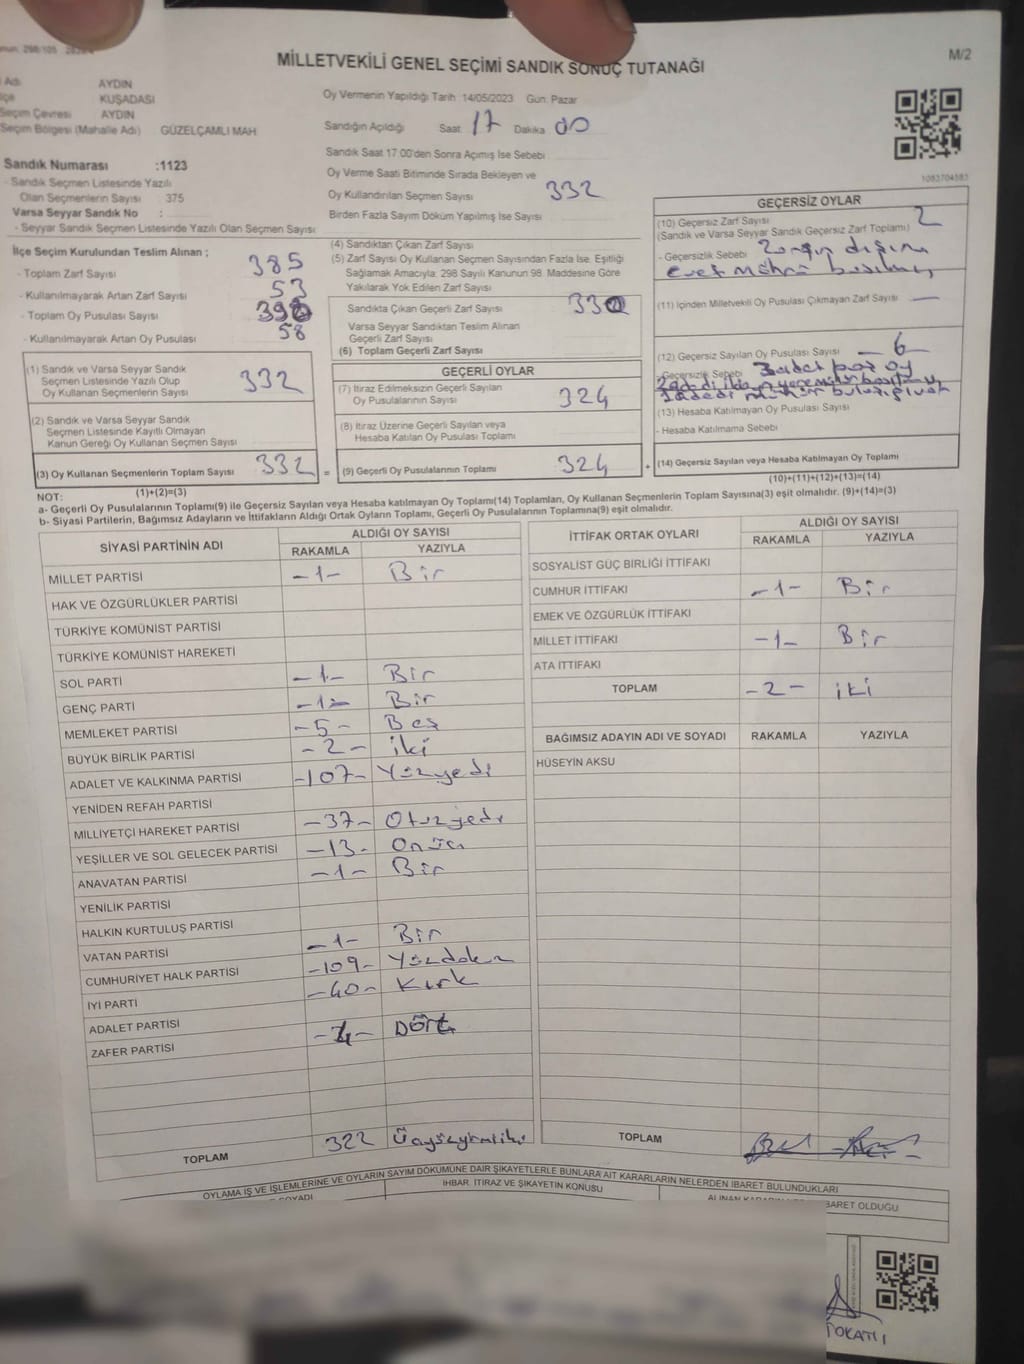 MİLLETVEKİLİ GENEL SEÇİMİ SANDIK SONUÇ TUTANAĞI
M/2
Adı AYDIN
KUŞADASI
Seçim Çevresi AYDIN
Seçim Bölgesi (Mahalle Adı) GÜZELÇAMLI MAH
Sandık Numarası :1123
- Sandık Seçmen Listesinde Yazılı
Olan Seçmenlerin Sayısı 375
Varsa Seyyar Sandık No :
- Seyyar Sandık Seçmen Listesinde Yazılı Olan Seçmen Sayısı
Oy Vermenin Yapıldığı Tarih :14/05/2023 Gün: Pazar
Sandığın Açıldığı Saat 17 Dakika 00
Sandık Saat 17:00'den Sonra Açılmış İse Sebebi
Oy Verme Saati Bitiminde Sırada Bekleyen ve
Oy Kullandırılan Seçmen Sayısı 332
Birden Fazla Sayım Döküm Yapılmış İse Sayısı
1083704583
İlçe Seçim Kurulundan Teslim Alınan ;
- Toplam Zarf Sayısı 385
- Kullanılmayarak Artan Zarf Sayısı 53
- Toplam Oy Pusulası Sayısı 390
- Kullanılmayarak Artan Oy Pusulası 58
(1) Sandık ve Varsa Seyyar Sandık
Seçmen Listesinde Yazılı Olup
Oy Kullanan Seçmenlerin Sayısı 332
(2) Sandık ve Varsa Seyyar Sandık
Seçmen Listesinde Kayıtlı Olmayan
Kanun Gereği Oy Kullanan Seçmen Sayısı
(3) Oy Kullanan Seçmenlerin Toplam Sayısı 332 =
(1)+(2)=(3)
(4) Sandıktan Çıkan Zarf Sayısı
(5) Zarf Sayısı Oy Kullanan Seçmen Sayısından Fazla İse, Eşitliği
Sağlamak Amacıyla; 298 Sayılı Kanunun 98. Maddesine Göre
Yakılarak Yok Edilen Zarf Sayısı
Sandıkta Çıkan Geçerli Zarf Sayısı 330
Varsa Seyyar Sandıktan Teslim Alınan
Geçerli Zarf Sayısı
(6) Toplam Geçerli Zarf Sayısı
GEÇERLİ OYLAR
(7) İtiraz Edilmeksizin Geçerli Sayılan
Oy Pusulalarının Sayısı 324
(8) İtiraz Üzerine Geçerli Sayılan veya
Hesaba Katılan Oy Pusulası Toplamı
(9) Geçerli Oy Pusulalarının Toplamı 324 +
GEÇERSİZ OYLAR
(10) Geçersiz Zarf Sayısı 2
(Sandık ve Varsa Seyyar Sandık Geçersiz Zarf Toplamı)
- Geçersizlik Sebebi Zarfın dışına
evet mührü basılmış
(11) İçinden Milletvekili Oy Pusulası Çıkmayan Zarf Sayısı —
(12) Geçersiz Sayılan Oy Pusulası Sayısı — 6 —
- Geçersizlik Sebebi 3 adet boş oy
2 adedi
1 adedi mühür
(13) Hesaba Katılmayan Oy Pusulası Sayısı
- Hesaba Katılmama Sebebi
(14) Geçersiz Sayılan veya Hesaba Katılmayan Oy Toplamı
(10)+(11)+(12)+(13)=(14)
NOT:
a- Geçerli Oy Pusulalarının Toplamı(9) ile Geçersiz Sayılan veya Hesaba katılmayan Oy Toplamı(14) Toplamları, Oy Kullanan Seçmenlerin Toplam Sayısına(3) eşit olmalıdır. (9)+(14)=(3)
b- Siyasi Partilerin, Bağımsız Adayların ve İttifakların Aldığı Ortak Oyların Toplamı, Geçerli Oy Pusulalarının Toplamına(9) eşit olmalıdır.
SİYASİ PARTİNİN ADI
ALDIĞI OY SAYISI
RAKAMLA YAZIYLA
MİLLET PARTİSİ -1- Bir
HAK VE ÖZGÜRLÜKLER PARTİSİ
TÜRKİYE KOMÜNİST PARTİSİ
TÜRKİYE KOMÜNİST HAREKETİ
SOL PARTİ -1- Bir
GENÇ PARTİ -1- Bir
MEMLEKET PARTİSİ -5- Beş
BÜYÜK BİRLİK PARTİSİ -2- iki
ADALET VE KALKINMA PARTİSİ -107- Yüzyedi
YENİDEN REFAH PARTİSİ
MİLLİYETÇİ HAREKET PARTİSİ -37- Otuzyedi
YEŞİLLER VE SOL GELECEK PARTİSİ -13- Onüç
ANAVATAN PARTİSİ -1- Bir
YENİLİK PARTİSİ
HALKIN KURTULUŞ PARTİSİ
VATAN PARTİSİ -1- Bir
CUMHURİYET HALK PARTİSİ -109- Yüzdokuz
İYİ PARTİ -40- Kırk
ADALET PARTİSİ
ZAFER PARTİSİ -4- Dört
TOPLAM 322 Üçyüzyirmiiki
İTTİFAK ORTAK OYLARI
ALDIĞI OY SAYISI
RAKAMLA YAZIYLA
SOSYALİST GÜÇ BİRLİĞİ İTTİFAKI
CUMHUR İTTİFAKI -1- Bir
EMEK VE ÖZGÜRLÜK İTTİFAKI
MİLLET İTTİFAKI -1- Bir
ATA İTTİFAKI
TOPLAM -2- iki
BAĞIMSIZ ADAYIN ADI VE SOYADI RAKAMLA YAZIYLA
HÜSEYİN AKSU
TOPLAM
OYLAMA İŞ VE İŞLEMLERİNE VE OYLARIN SAYIM DÖKÜMÜNE DAİR ŞİKAYETLERLE BUNLARA AİT KARARLARIN NELERDEN İBARET BULUNDUKLARI
SOYADI
İHBAR, İTİRAZ VE ŞİKAYETİN KONUSU
İBARET OLDUĞU